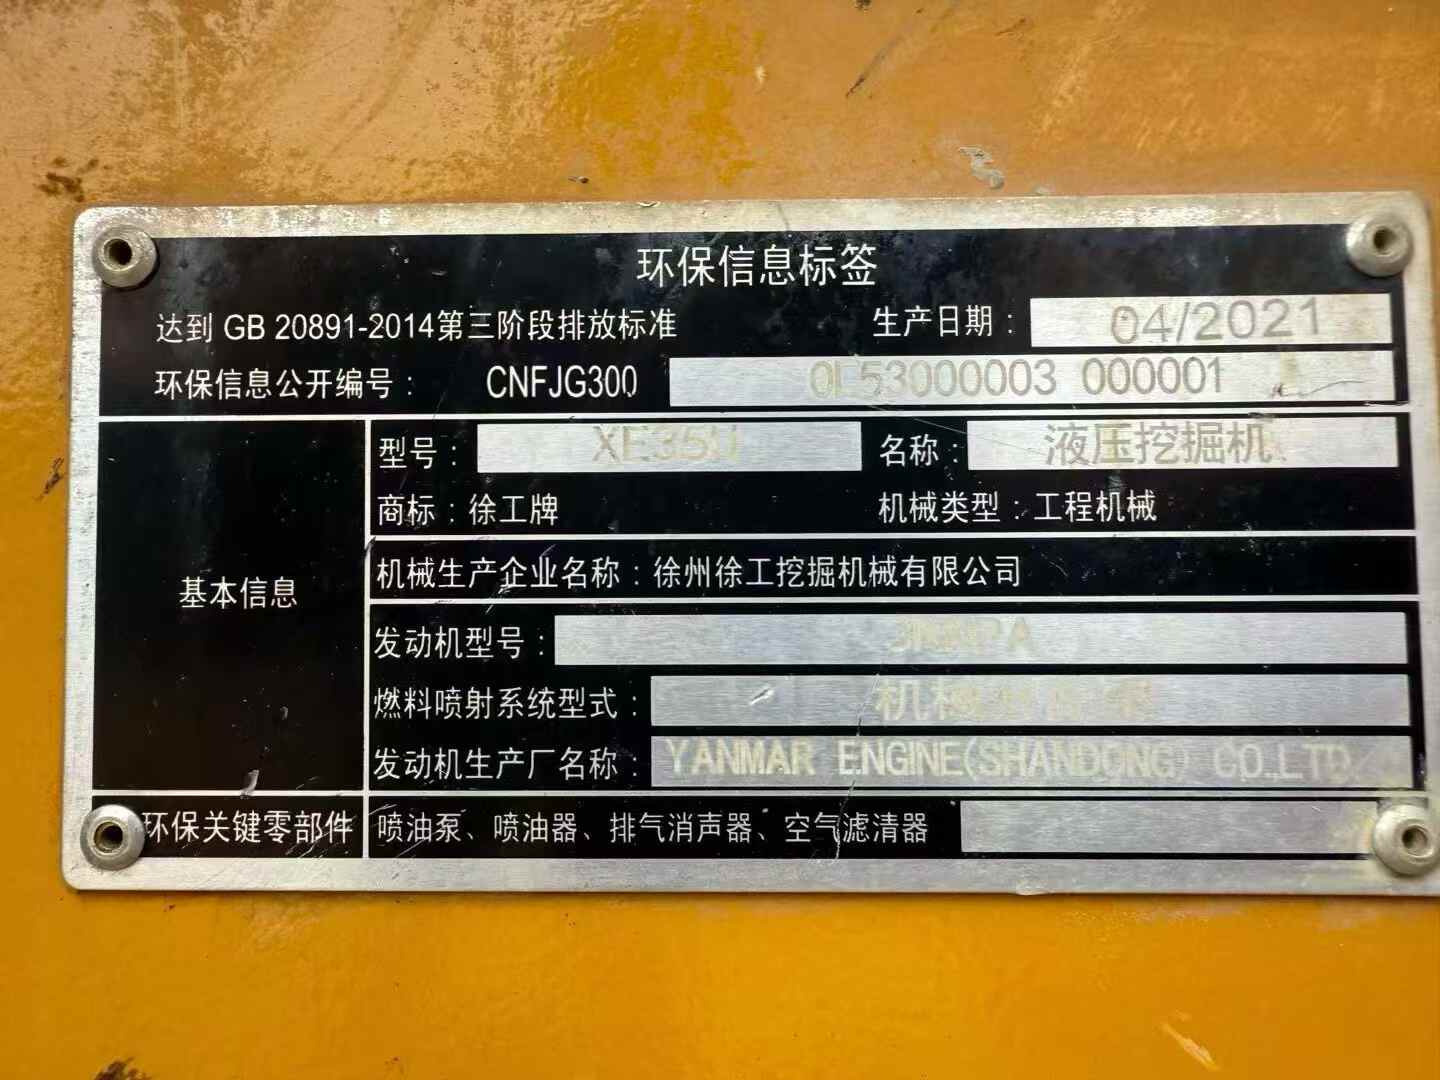 环保信息标签
达到 GB 20891-2014第三阶段排放标准 生产日期： 04/2021
环保信息公开编号： CNFJG300 0E53000003 000001
基本信息
型号： XE35U 名称： 液压挖掘机
商标：徐工牌 机械类型：工程机械
机械生产企业名称：徐州徐工挖掘机械有限公司
发动机型号：
燃料喷射系统型式： 机械
发动机生产厂名称： YANMAR ENGINE(SHANDONG) CO.,LTD.
环保关键零部件 喷油泵、喷油器、排气消声器、空气滤清器